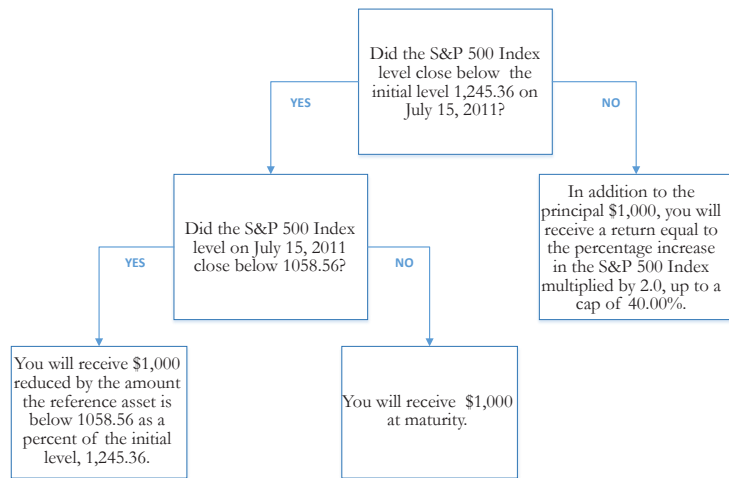 Did the S&P 500 Index
level close below the
initial level 1,245.36 on
July 15, 2011?
YES
NO
Did the S&P 500 Index
level on July 15, 2011
close below 1058.56?
In addition to the
principal $1,000, you will
receive a return equal to
the percentage increase
in the S&P 500 Index
multiplied by 2.0, up to a
cap of 40.00%.
YES
NO
You will receive $1,000
reduced by the amount
the reference asset is
below 1058.56 as a
percent of the initial
level, 1,245.36.
You will receive $1,000
at maturity.